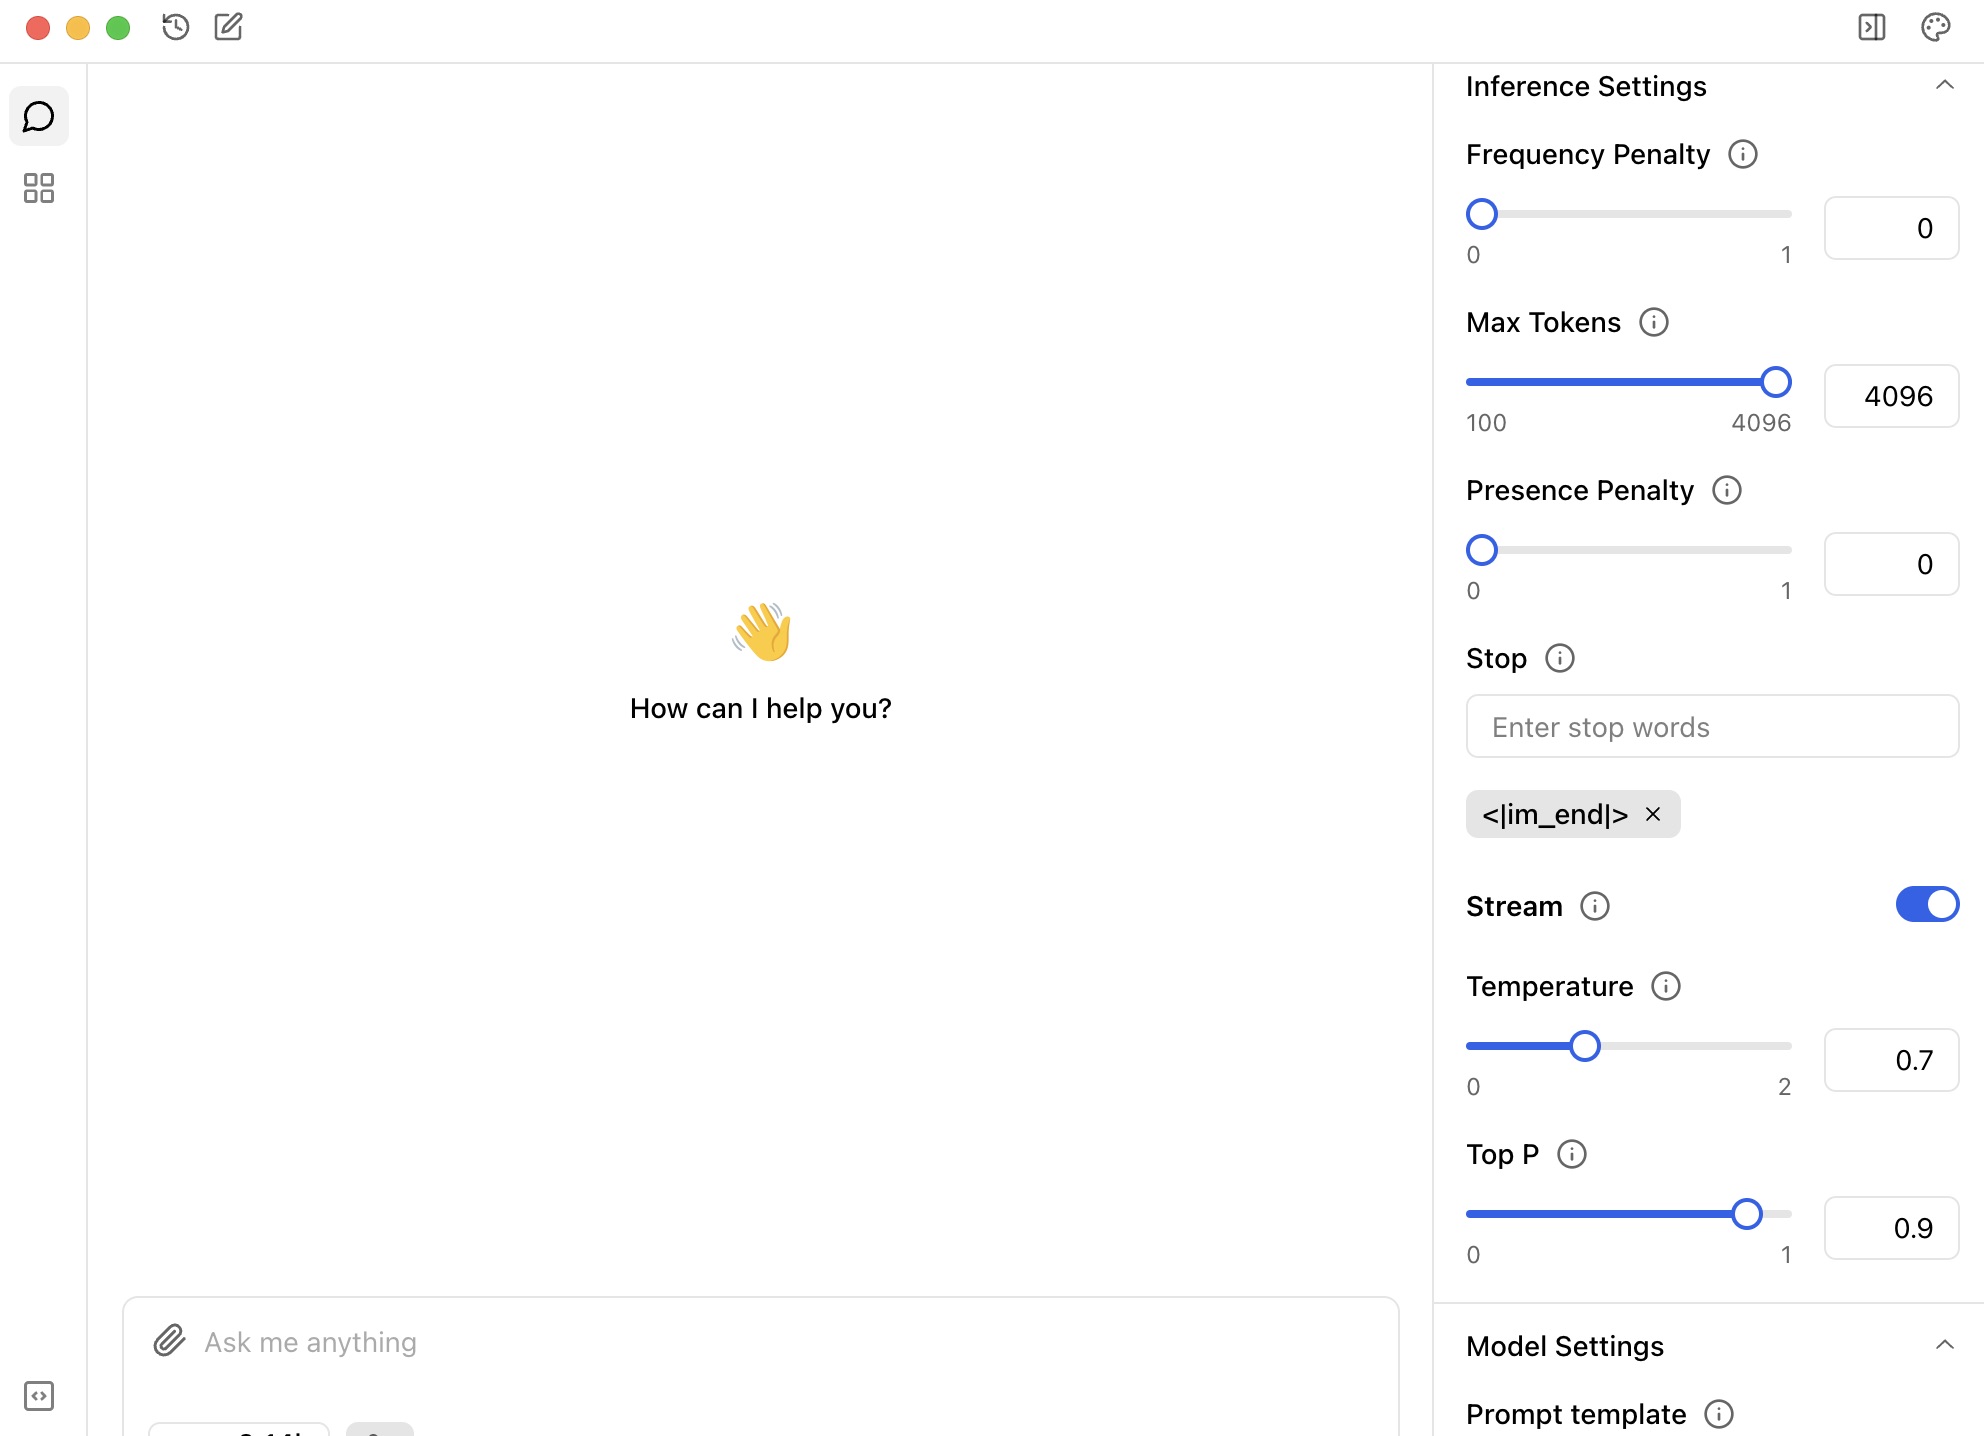 Inference Settings
Frequency Penalty
0
0 1
Max Tokens
4096
100 4096
Presence Penalty
0
0 1
Stop
Enter stop words
<|im_end|>
Stream
Temperature
0.7
0 2
Top P
0.9
0 1
Model Settings
Prompt template
How can I help you?
Ask me anything